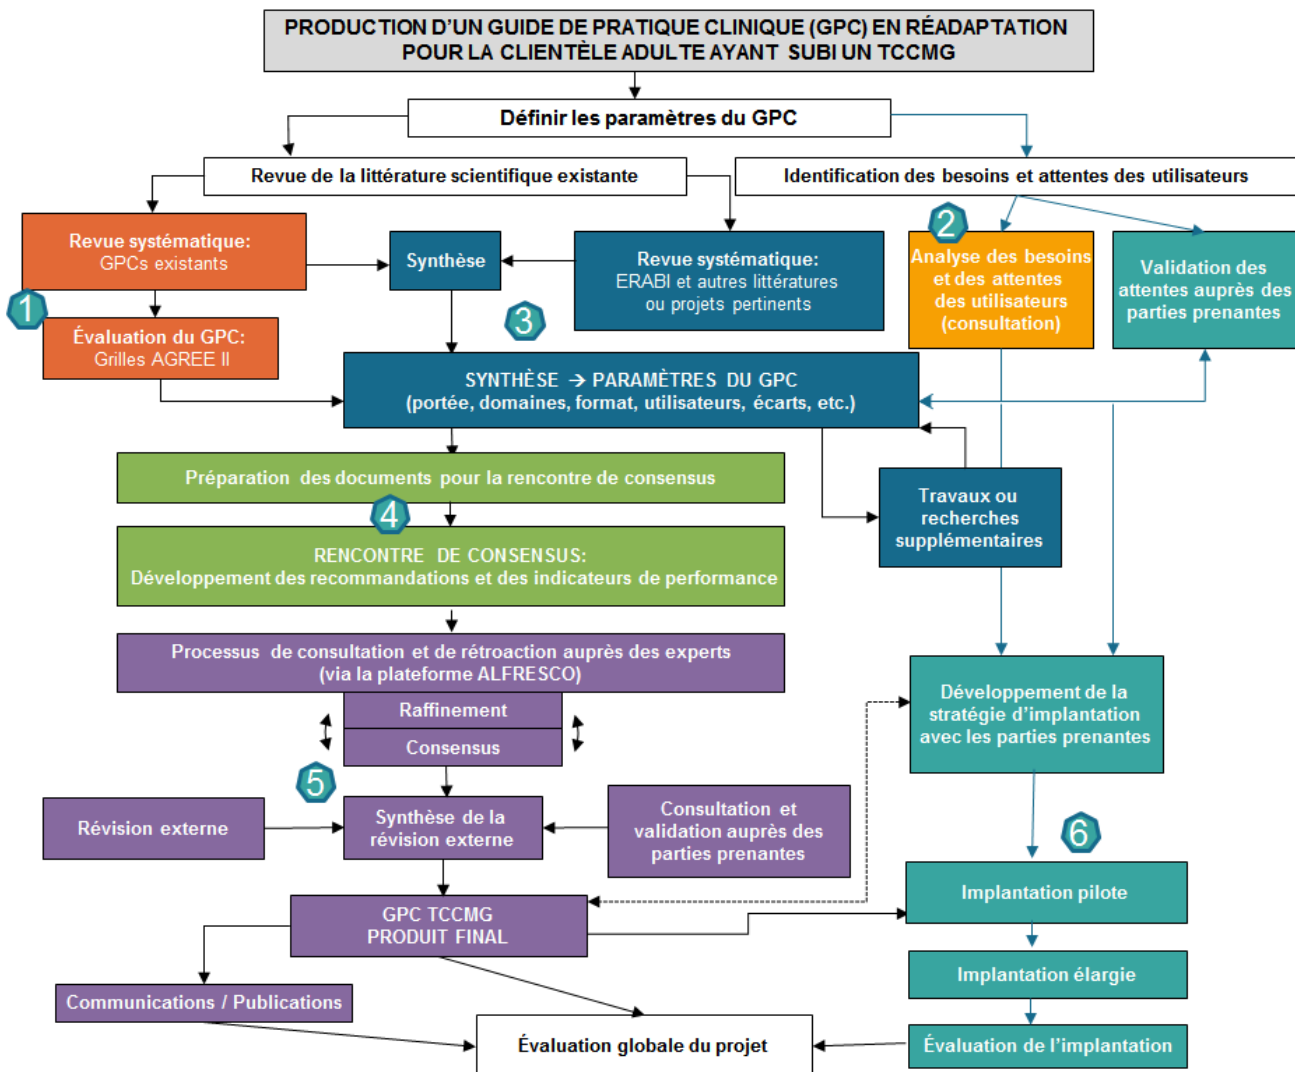 PRODUCTION D'UN GUIDE DE PRATIQUE CLINIQUE (GPC) EN RÉADAPTATION
POUR LA CLIENTÈLE ADULTE AYANT SUBI UN TCCMG
Définir les paramètres du GPC
Revue de la littérature scientifique existante
Identification des besoins et attentes des utilisateurs
Revue systématique:
GPCs existants
Synthèse
Revue systématique:
ERABI et autres littératures
ou projets pertinents
2
Analyse des besoins
et des attentes
des utilisateurs
(consultation)
Validation des
attentes auprès des
parties prenantes
1
Évaluation du GPC:
Grilles AGREE II
3
SYNTHÈSE → PARAMÈTRES DU GPC
(portée, domaines, format, utilisateurs, écarts, etc.)
Préparation des documents pour la rencontre de consensus
Travaux ou
recherches
supplémentaires
4
RENCONTRE DE CONSENSUS:
Développement des recommandations et des indicateurs de performance
Processus de consultation et de rétroaction auprès des experts
(via la plateforme ALFRESCO)
Raffinement
Consensus
Développement de la
stratégie d'implantation
avec les parties prenantes
5
Révision externe
Synthèse de la
révision externe
Consultation et
validation auprès des
parties prenantes
6
GPC TCCMG
PRODUIT FINAL
Implantation pilote
Implantation élargie
Communications / Publications
Évaluation globale du projet
Évaluation de l'implantation